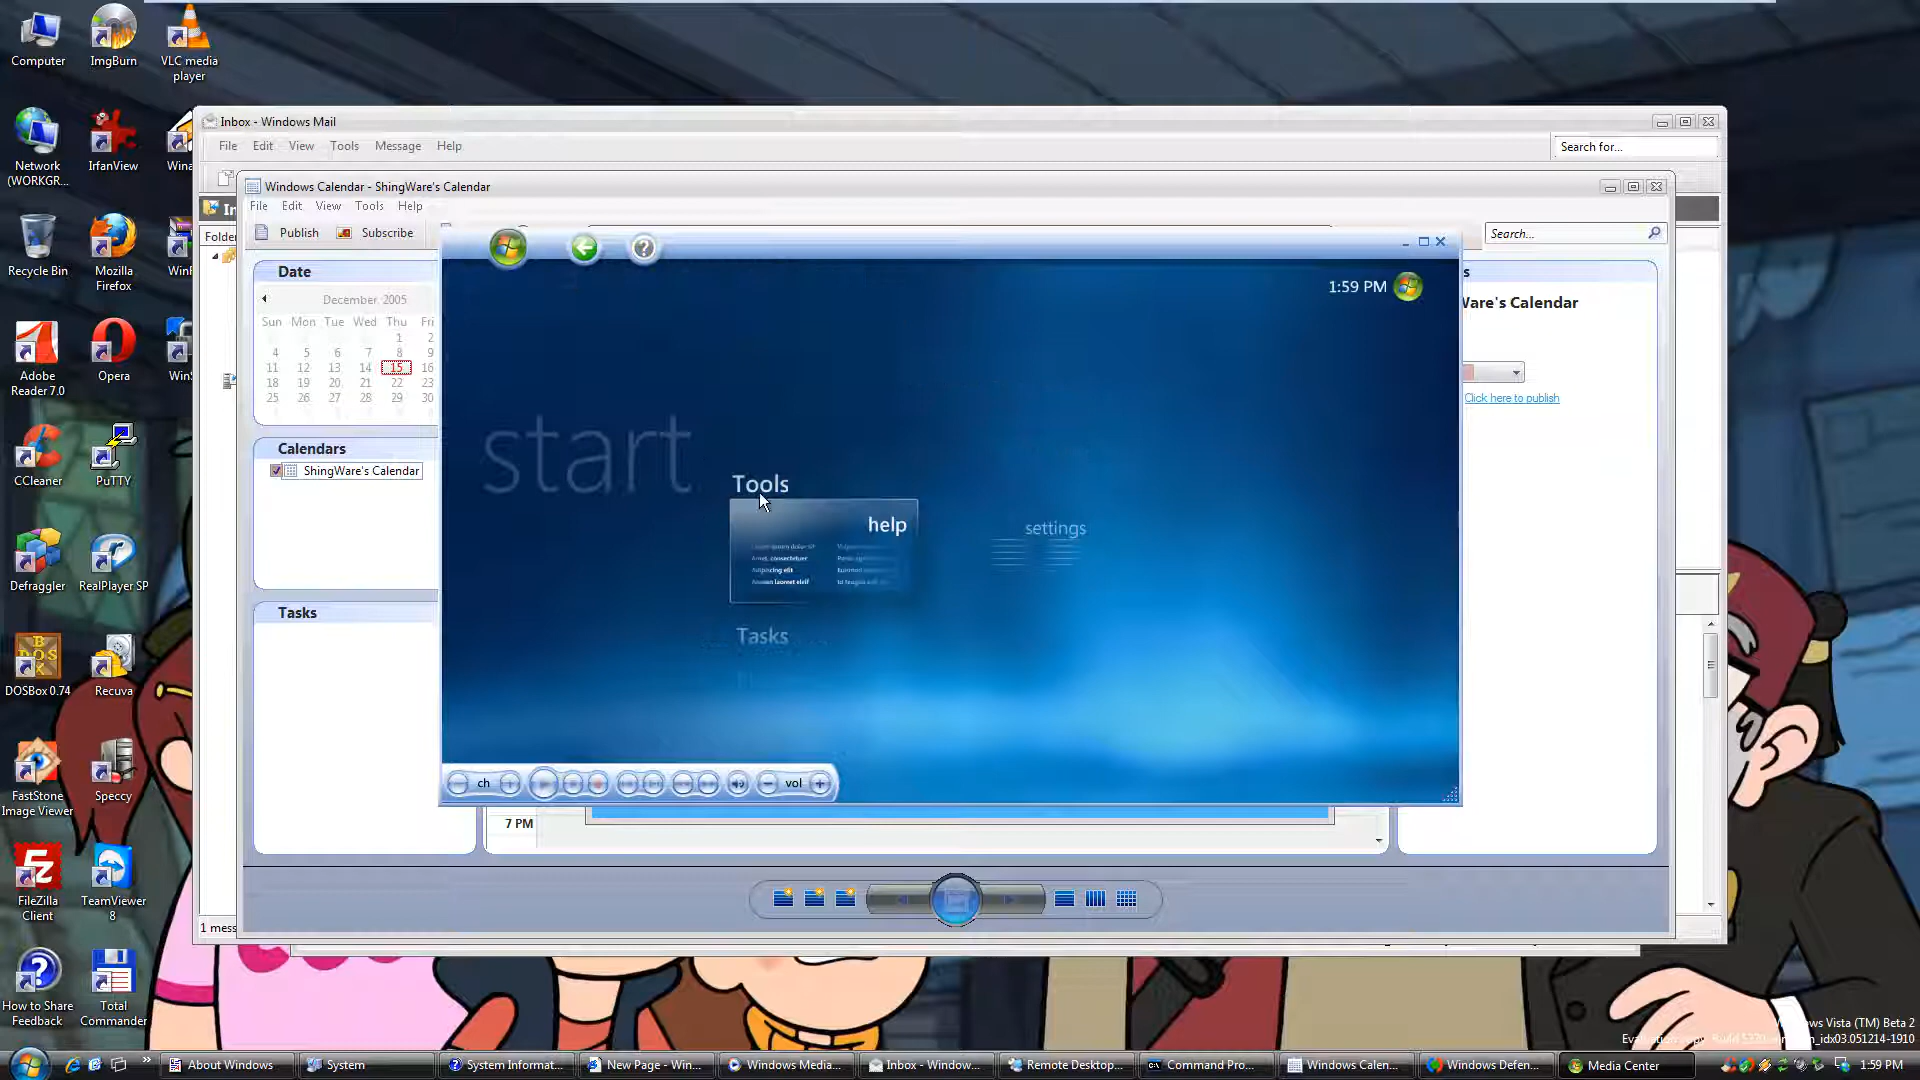 Computer
ImgBurn
VLC media
player
Network
(WORKGR...
IrfanView
Recycle Bin
Mozilla
Firefox
Adobe
Reader 7.0
Opera
CCleaner
PuTTY
Defraggler
RealPlayer SP
DOSBox 0.74
Recuva
FastStone
Image Viewer
Speccy
FileZilla
Client
TeamViewer
8
How to Share
Feedback
Total
Commander
Inbox - Windows Mail
File Edit View Tools Message Help
Search for...
Windows Calendar - ShingWare's Calendar
File Edit View Tools Help
Publish Subscribe
Search...
Date
December 2005
Sun Mon Tue Wed Thu Fri
1 2
4 5 6 7 8 9
11 12 13 14 15 16
18 19 20 21 22 23
25 26 27 28 29 30
Calendars
ShingWare's Calendar
Tasks
1:59 PM
start
Tools
help
settings
Tasks
ch
vol
Ware's Calendar
Click here to publish
7 PM
1 mess
Windows Vista (TM) Beta 2
About Windows
System
System Informat...
New Page - Win...
Windows Media...
Inbox - Window...
Remote Desktop...
Command Pro...
Windows Calen...
Windows Defen...
Media Center
1:59 PM